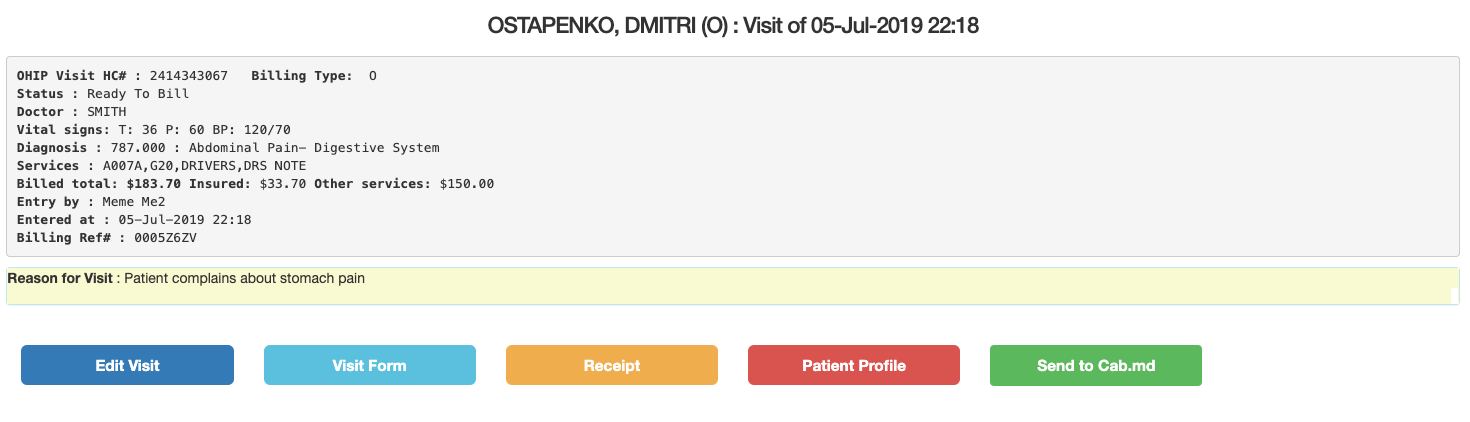 OSTAPENKO, DMITRI (O) : Visit of 05-Jul-2019 22:18
OHIP Visit HC# : 2414343067 Billing Type: O
Status : Ready To Bill
Doctor : SMITH
Vital signs: T: 36 P: 60 BP: 120/70
Diagnosis : 787.000 : Abdominal Pain– Digestive System
Services : A007A,G20,DRIVERS,DRS NOTE
Billed total: $183.70 Insured: $33.70 Other services: $150.00
Entry by : Meme Me2
Entered at : 05-Jul-2019 22:18
Billing Ref# : 0005Z6ZV
Reason for Visit : Patient complains about stomach pain
Edit Visit
Visit Form
Receipt
Patient Profile
Send to Cab.md